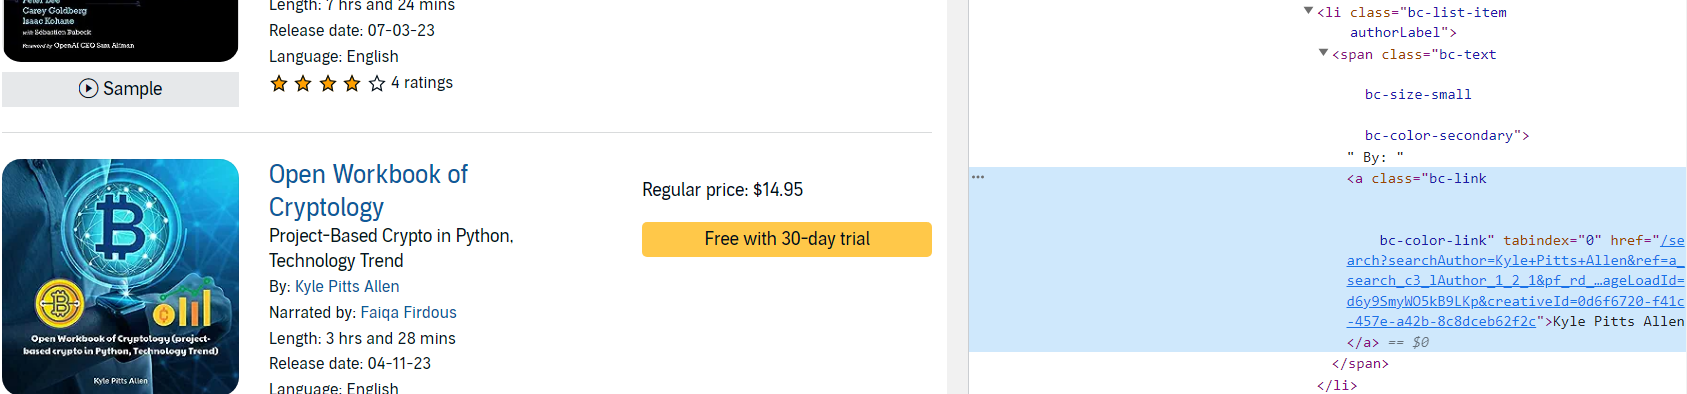 Peter Lee
Carey Goldberg
Isaac Kohane
with Sébastien Bubeck
Foreword by OpenAI CEO Sam Altman
Sample
Length: 7 hrs and 24 mins
Release date: 07-03-23
Language: English
4 ratings
Open Workbook of Cryptology (project-
based crypto in Python, Technology Trend)
Kyle Pitts Allen
Open Workbook of
Cryptology
Project-Based Crypto in Python,
Technology Trend
By: Kyle Pitts Allen
Narrated by: Faiqa Firdous
Length: 3 hrs and 28 mins
Release date: 04-11-23
Language: English
Regular price: $14.95
Free with 30-day trial
<li class="bc-list-item
authorLabel">
<span class="bc-text
bc-size-small
bc-color-secondary">
" By: "
…
<a class="bc-link
bc-color-link" tabindex="0" href="/se
arch?searchAuthor=Kyle+Pitts+Allen&ref=a_
search_c3_lAuthor_1_2_1&pf_rd_…ageLoadId=
d6y9SmyWO5kB9LKp&creativeId=0d6f6720-f41c
-457e-a42b-8c8dceb62f2c">Kyle Pitts Allen
</a> == $0
</span>
</li>